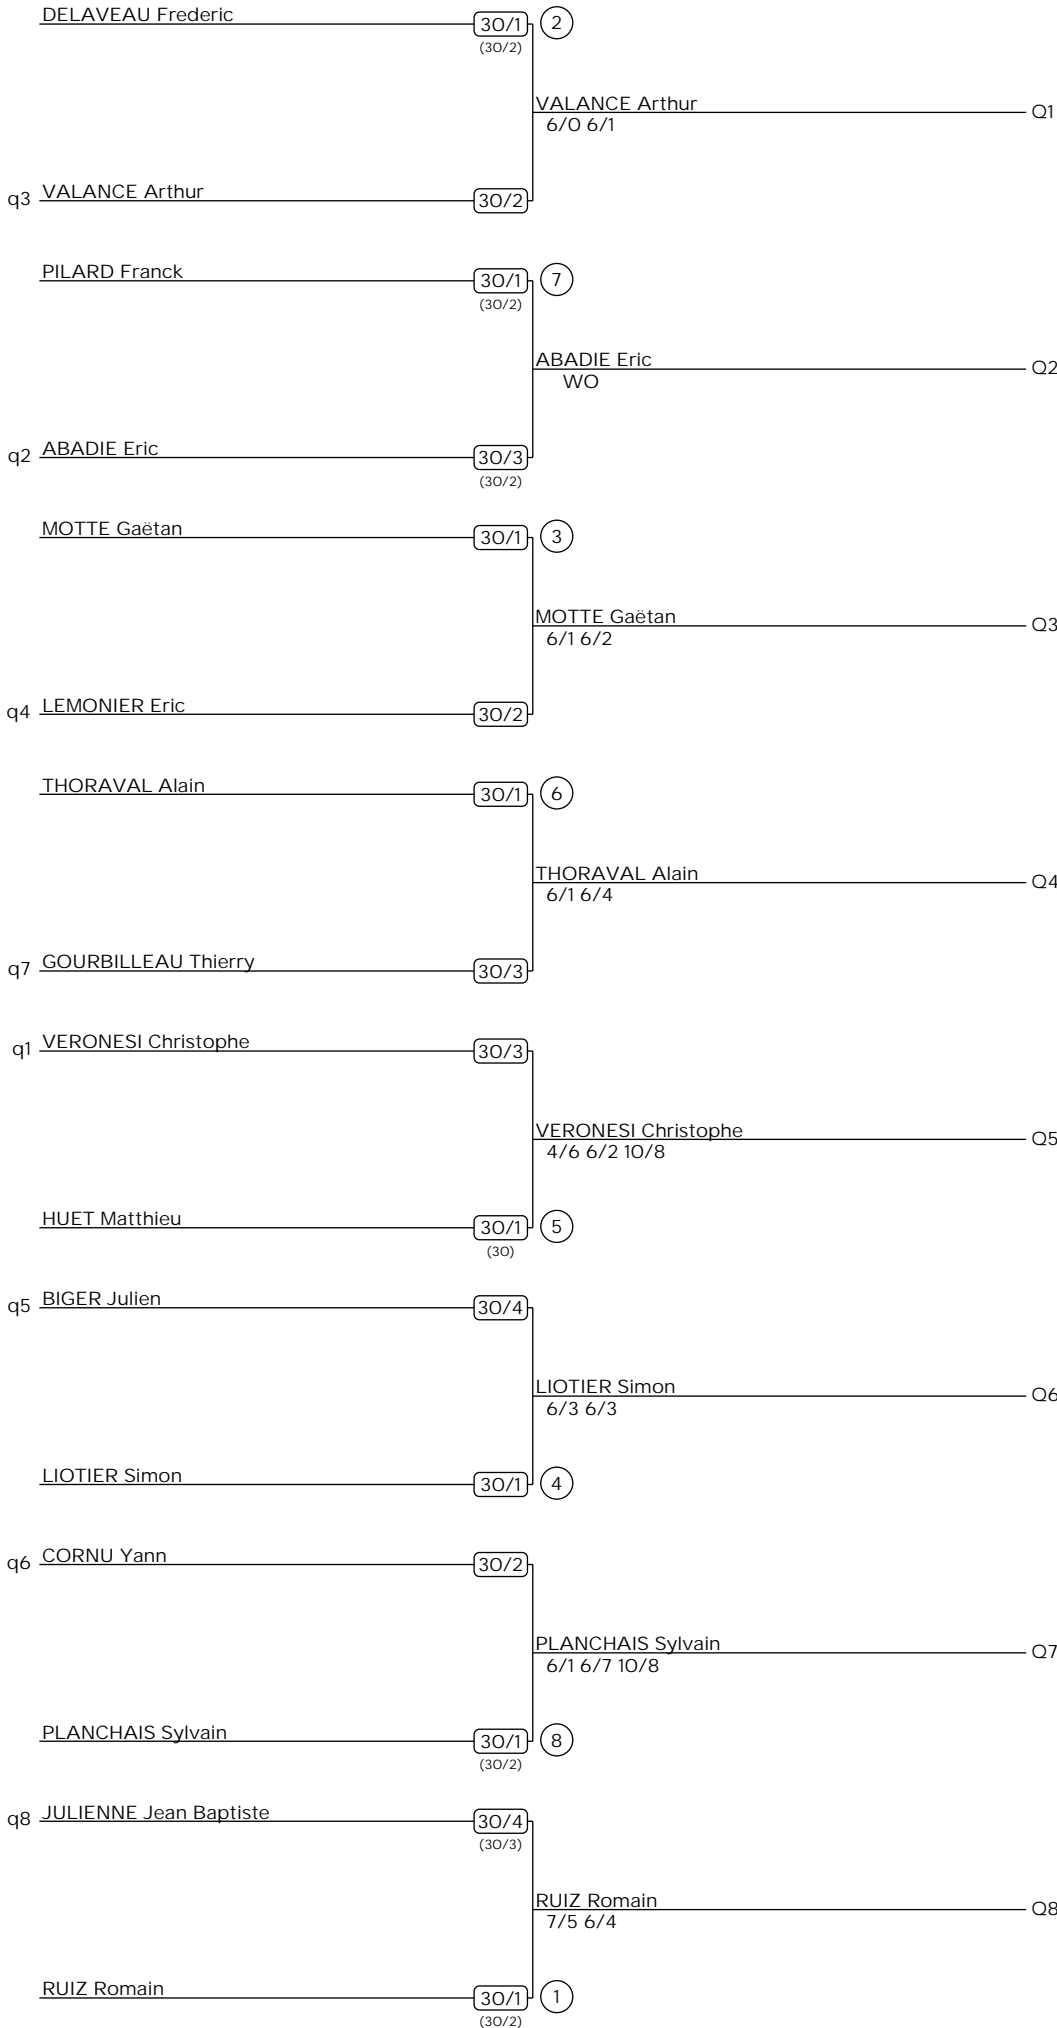 DELAVEAU Frederic 30/1 2
(30/2)
VALANCE Arthur Q1
6/0 6/1
q3 VALANCE Arthur 30/2
PILARD Franck 30/1 7
(30/2)
ABADIE Eric Q2
WO
q2 ABADIE Eric 30/3
(30/2)
MOTTE Gaëtan 30/1 3
MOTTE Gaëtan Q3
6/1 6/2
q4 LEMONIER Eric 30/2
THORAVAL Alain 30/1 6
THORAVAL Alain Q4
6/1 6/4
q7 GOURBILLEAU Thierry 30/3
q1 VERONESI Christophe 30/3
VERONESI Christophe Q5
4/6 6/2 10/8
HUET Matthieu 30/1 5
(30)
q5 BIGER Julien 30/4
LIOTIER Simon Q6
6/3 6/3
LIOTIER Simon 30/1 4
q6 CORNU Yann 30/2
PLANCHAIS Sylvain Q7
6/1 6/7 10/8
PLANCHAIS Sylvain 30/1 8
(30/2)
q8 JULIENNE Jean Baptiste 30/4
(30/3)
RUIZ Romain Q8
7/5 6/4
RUIZ Romain 30/1 1
(30/2)